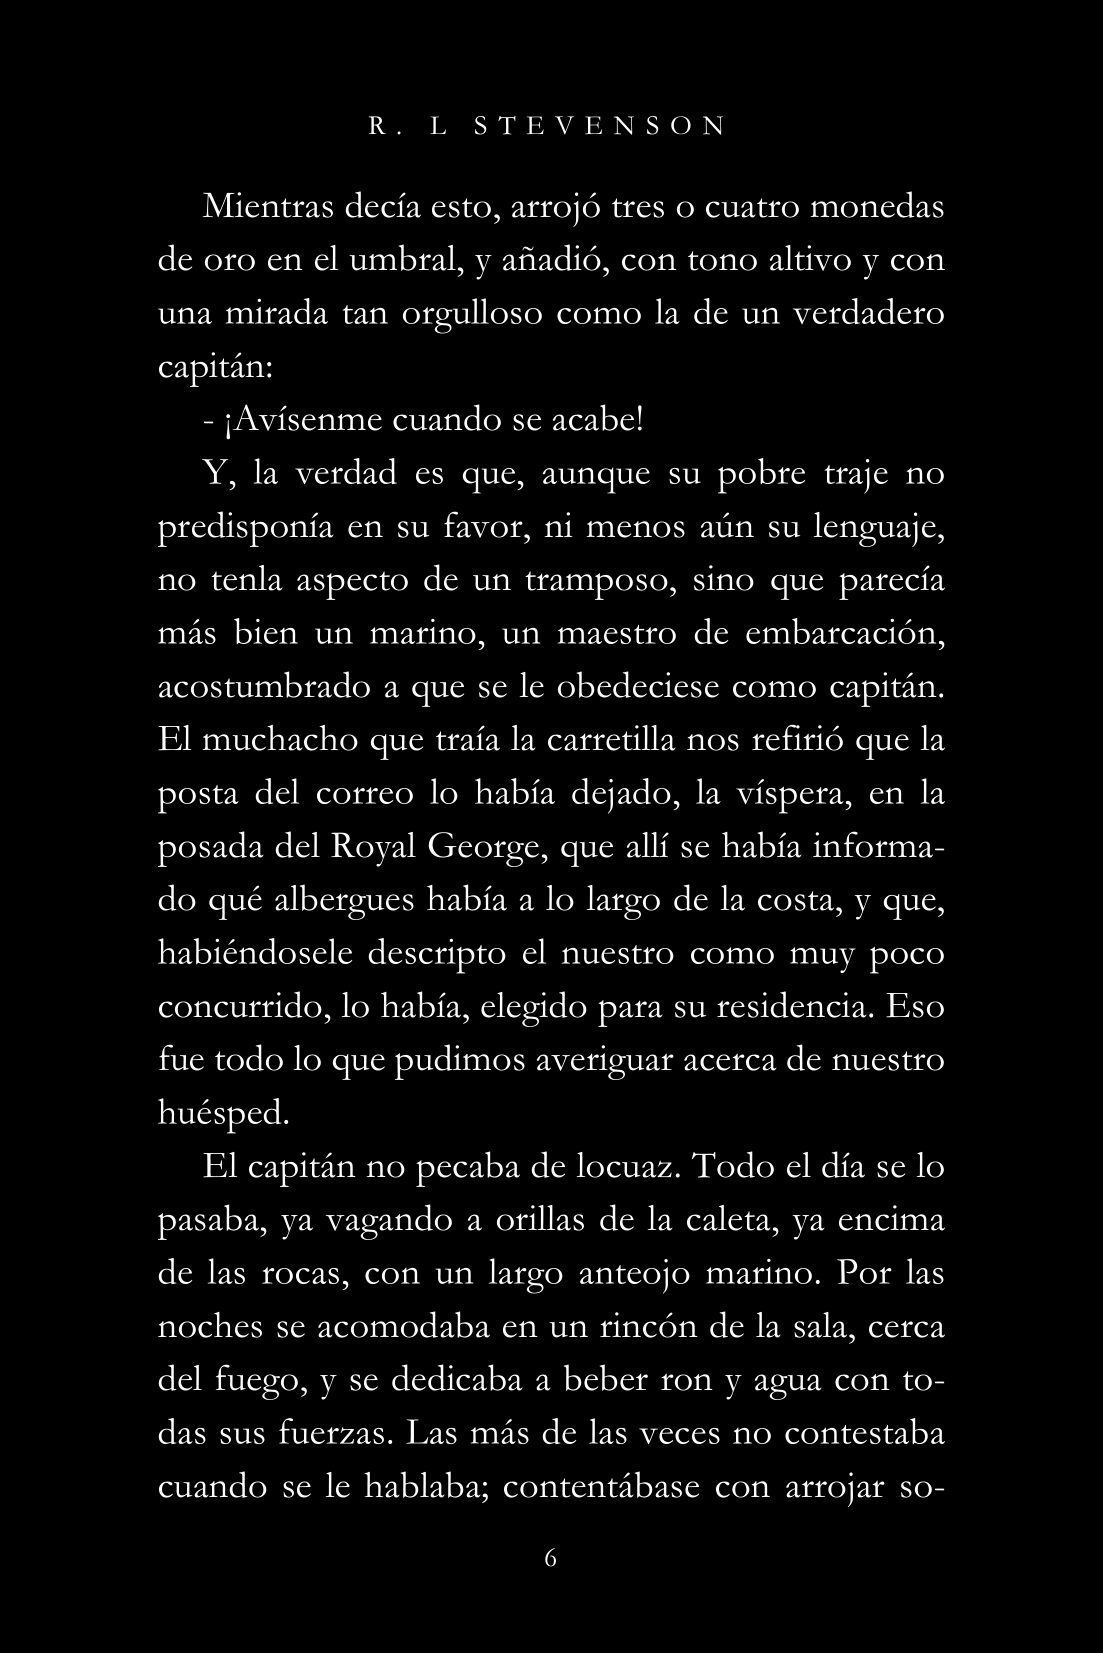 R. L STEVENSON
Mientras decía esto, arrojó tres o cuatro monedas
de oro en el umbral, y añadió, con tono altivo y con
una mirada tan orgulloso como la de un verdadero
capitán:
- ¡Avísenme cuando se acabe!
Y, la verdad es que, aunque su pobre traje no
predisponía en su favor, ni menos aún su lenguaje,
no tenla aspecto de un tramposo, sino que parecía
más bien un marino, un maestro de embarcación,
acostumbrado a que se le obedeciese como capitán.
El muchacho que traía la carretilla nos refirió que la
posta del correo lo había dejado, la víspera, en la
posada del Royal George, que allí se había informa-
do qué albergues había a lo largo de la costa, y que,
habiéndosele descripto el nuestro como muy poco
concurrido, lo había, elegido para su residencia. Eso
fue todo lo que pudimos averiguar acerca de nuestro
huésped.
El capitán no pecaba de locuaz. Todo el día se lo
pasaba, ya vagando a orillas de la caleta, ya encima
de las rocas, con un largo anteojo marino. Por las
noches se acomodaba en un rincón de la sala, cerca
del fuego, y se dedicaba a beber ron y agua con to-
das sus fuerzas. Las más de las veces no contestaba
cuando se le hablaba; contentábase con arrojar so-
6